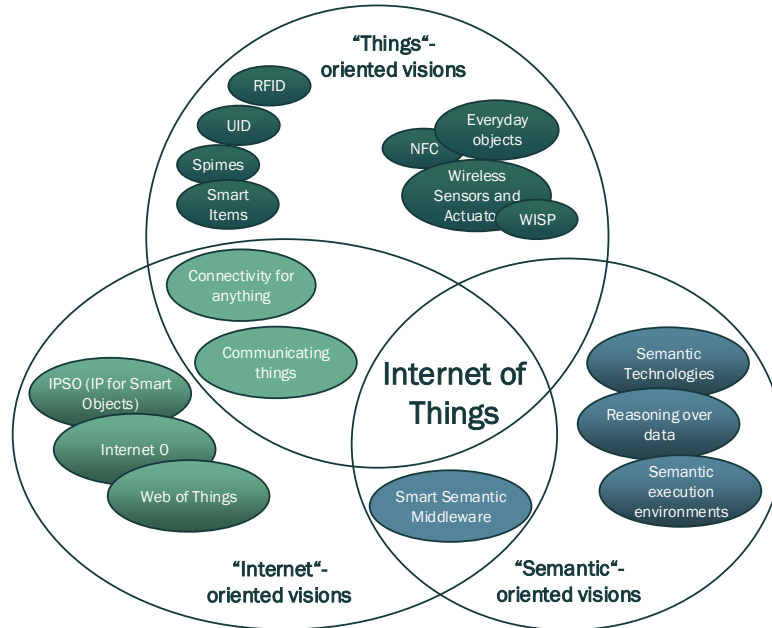 “Things“-
oriented visions
RFID
UID
Spimes
Smart
Items
Everyday
objects
NFC
Wireless
Sensors and
Actuato
WISP
Connectivity for
anything
Communicating
things
Internet of
Things
IPSO (IP for Smart
Objects)
Internet 0
Web of Things
Semantic
Technologies
Reasoning over
data
Semantic
execution
environments
Smart Semantic
Middleware
“Internet“-
oriented visions
“Semantic“-
oriented visions